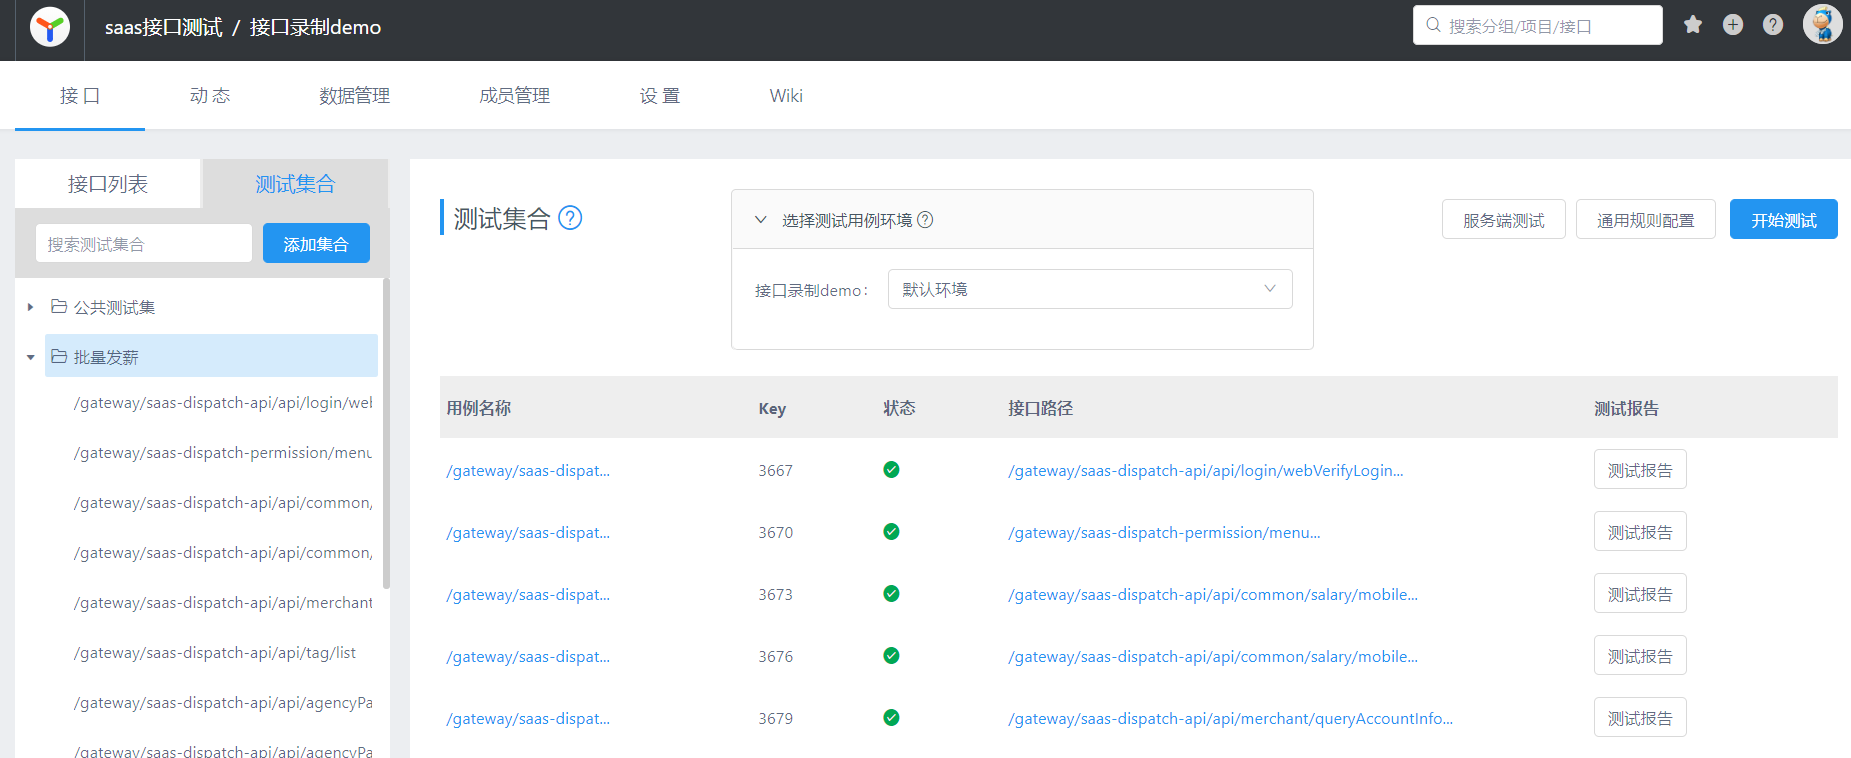 saas接口测试 / 接口录制demo
搜索分组/项目/接口
接 口
动 态
数据管理
成员管理
设 置
Wiki
接口列表
测试集合
搜索测试集合
添加集合
公共测试集
批量发薪
/gateway/saas-dispatch-api/api/login/web
/gateway/saas-dispatch-permission/menu
/gateway/saas-dispatch-api/api/common/
/gateway/saas-dispatch-api/api/common/
/gateway/saas-dispatch-api/api/merchant
/gateway/saas-dispatch-api/api/tag/list
/gateway/saas-dispatch-api/api/agencyPa
/gateway/saas-dispatch-api/api/agencyPa
测试集合
选择测试用例环境
接口录制demo：
默认环境
服务端测试
通用规则配置
开始测试
用例名称 Key 状态 接口路径 测试报告
/gateway/saas-dispat... 3667 /gateway/saas-dispatch-api/api/login/webVerifyLogin... 测试报告
/gateway/saas-dispat... 3670 /gateway/saas-dispatch-permission/menu... 测试报告
/gateway/saas-dispat... 3673 /gateway/saas-dispatch-api/api/common/salary/mobile... 测试报告
/gateway/saas-dispat... 3676 /gateway/saas-dispatch-api/api/common/salary/mobile... 测试报告
/gateway/saas-dispat... 3679 /gateway/saas-dispatch-api/api/merchant/queryAccountInfo... 测试报告